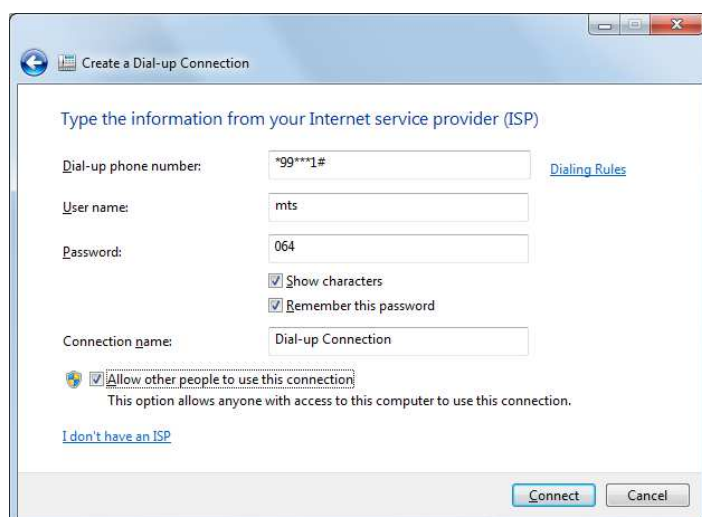 Create a Dial-up Connection
Type the information from your Internet service provider (ISP)
Dial-up phone number: *99***1# Dialing Rules
User name: mts
Password: 064
Show characters
Remember this password
Connection name: Dial-up Connection
Allow other people to use this connection
This option allows anyone with access to this computer to use this connection.
I don't have an ISP
Connect Cancel